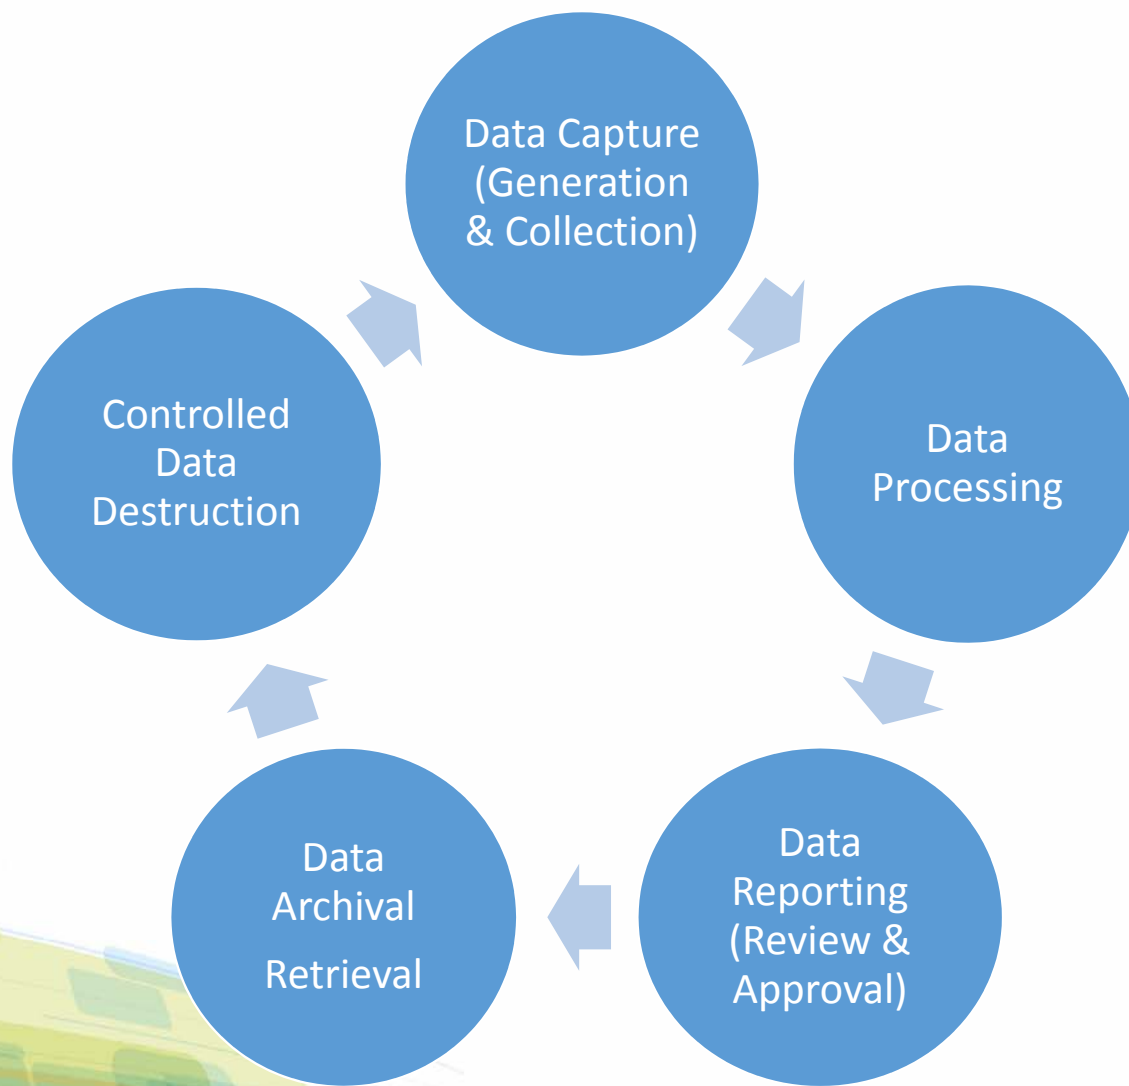 Data Capture
(Generation
& Collection)
Data
Processing
Data
Reporting
(Review &
Approval)
Data
Archival
Retrieval
Controlled
Data
Destruction